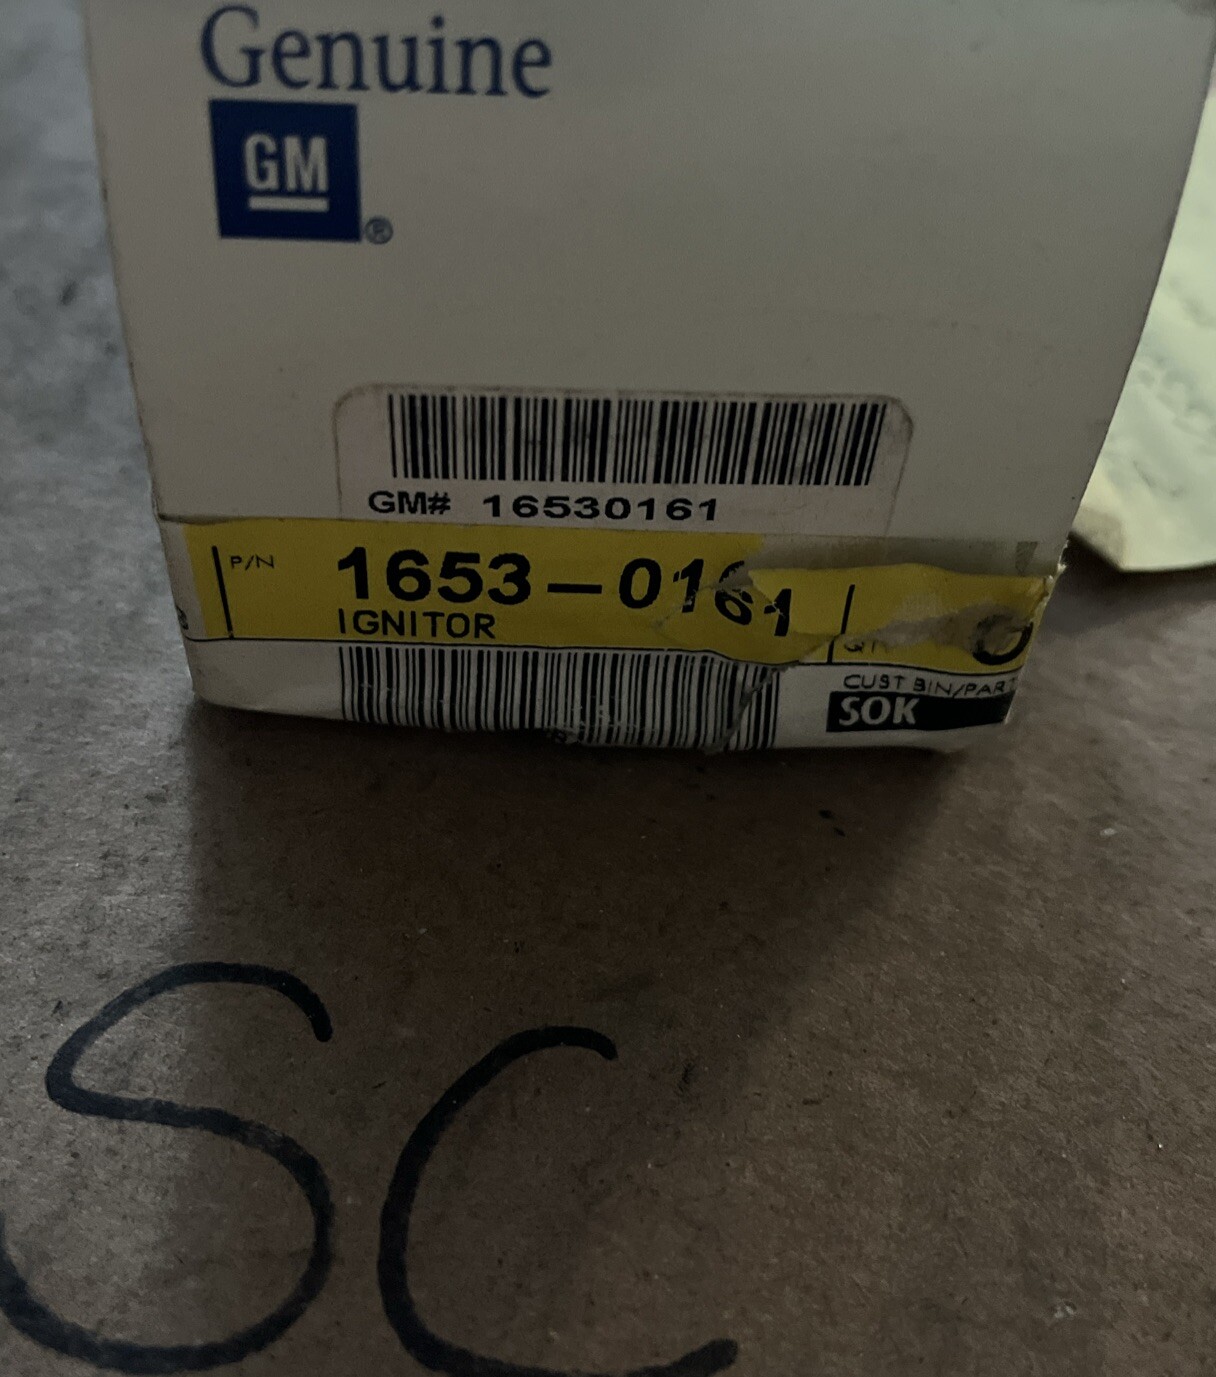 Genuine
GM
®
GM# 16530161
P/N 1653-0161
IGNITOR
CUST BIN/PART
SOK
SC